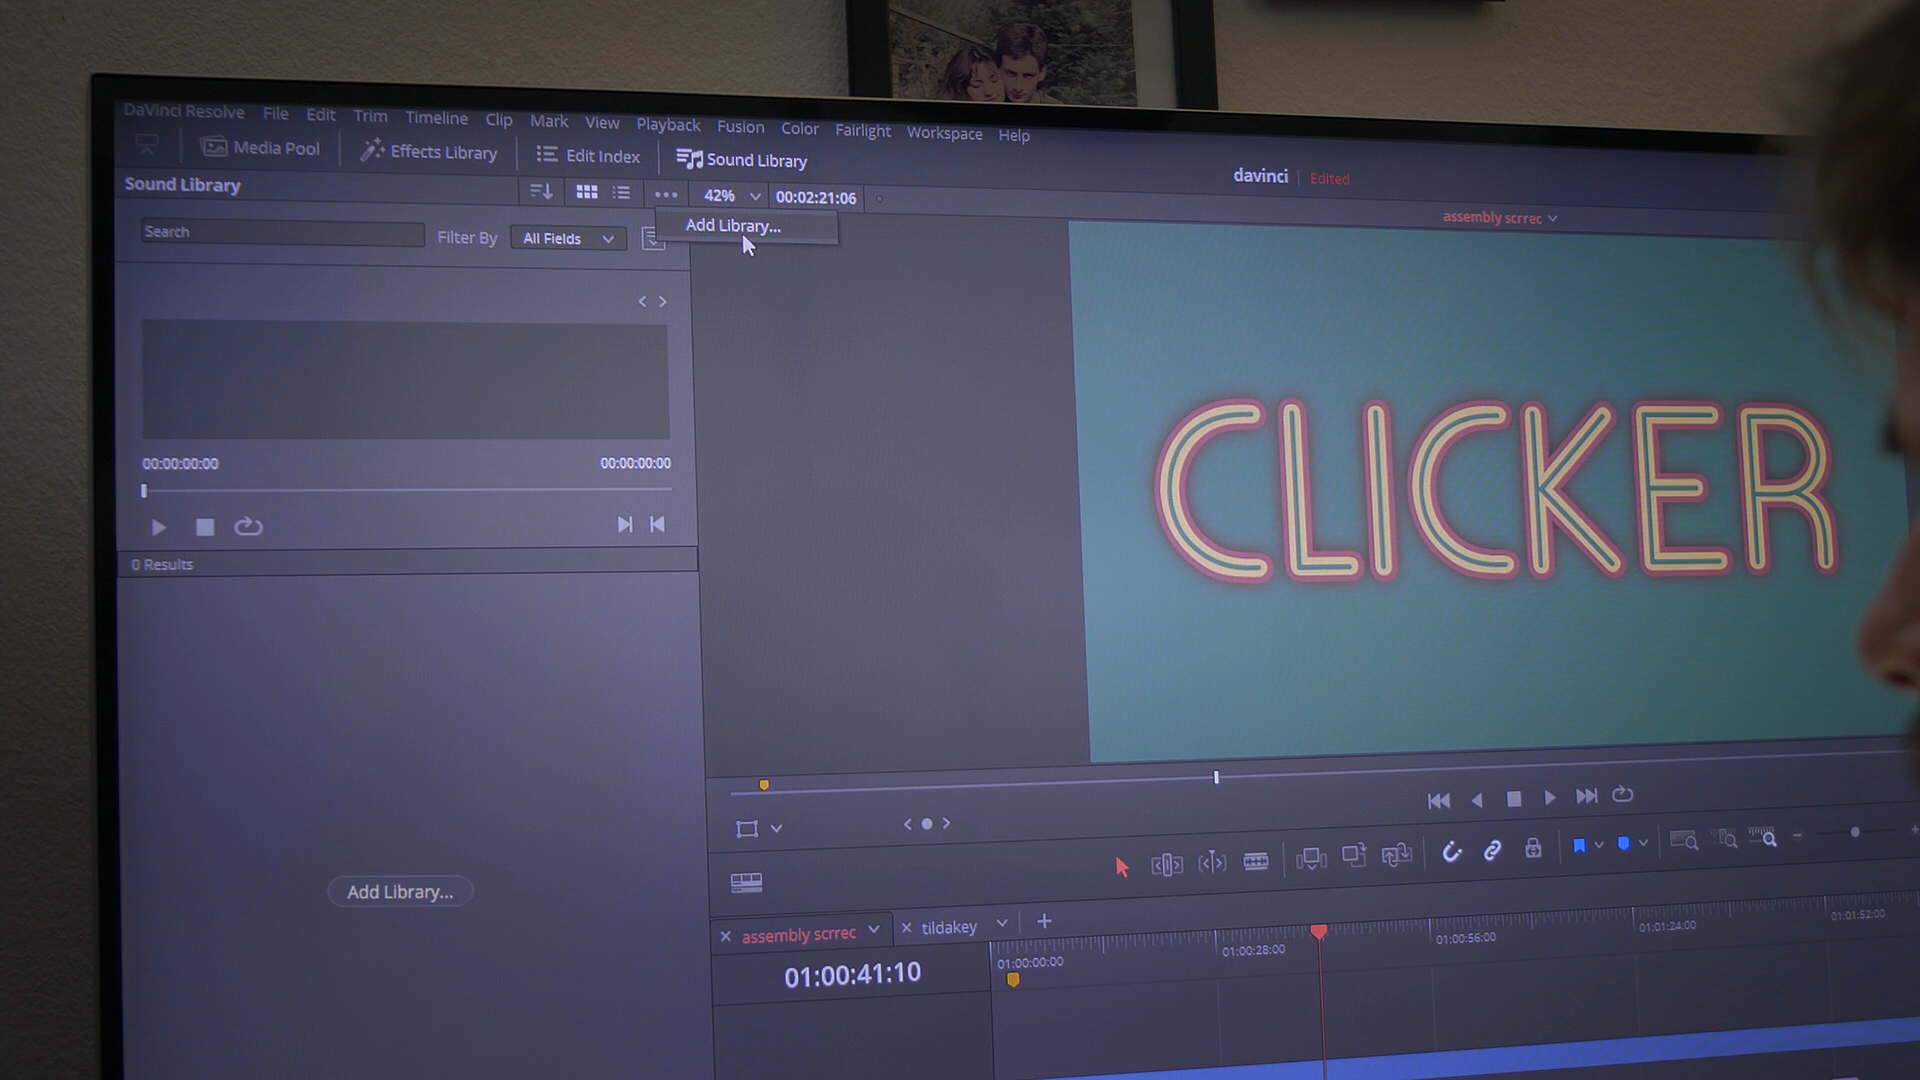 DaVinci Resolve File Edit Trim Timeline Clip Mark View Playback Fusion Color Fairlight Workspace Help
Media Pool Effects Library Edit Index Sound Library
davinci Edited
Sound Library 42% 00:02:21:06
assembly scrrec
Add Library...
Search Filter By All Fields
CLICKER
00:00:00:00 00:00:00:00
0 Results
Add Library...
assembly scrrec tildakey
01:00:41:10
01:00:00:00 01:00:28:00 01:00:56:00 01:01:24:00 01:01:52:00